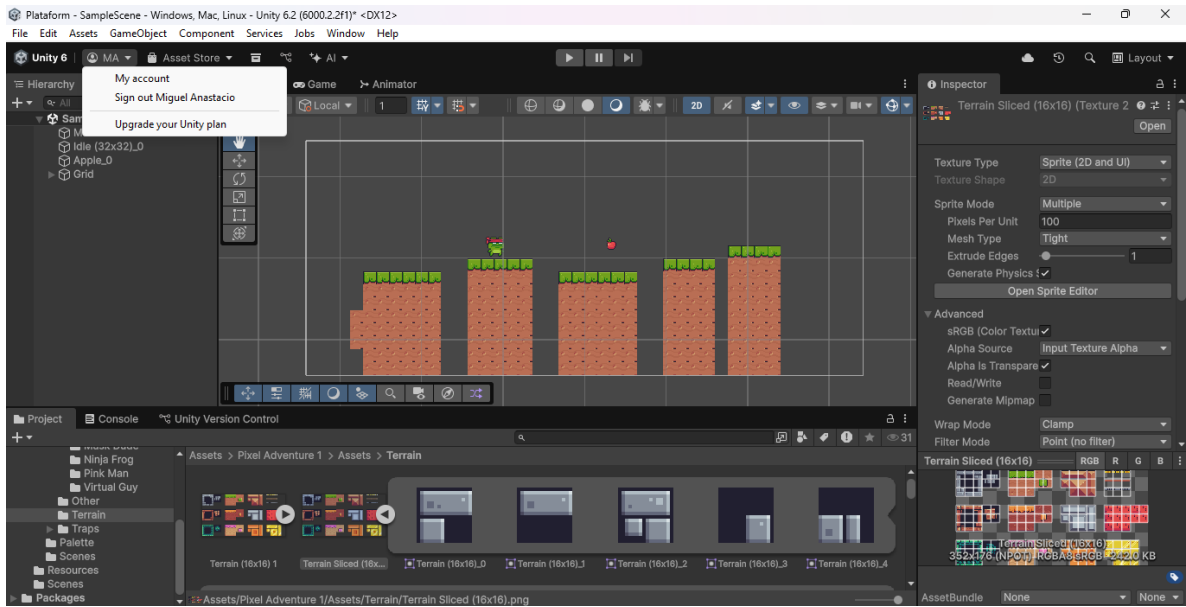 Plataform - SampleScene - Windows, Mac, Linux - Unity 6.2 (6000.2.2f1)* <DX12>
File Edit Assets GameObject Component Services Jobs Window Help
Unity 6 MA Asset Store AI Layout
My account
Sign out Miguel Anastacio
Upgrade your Unity plan
Hierarchy Game Animator Inspector
All Local 1 2D
Terrain Sliced (16x16) (Texture 2
Open
Sam
M
Idle (32x32)_0
Apple_0
Grid
Texture Type Sprite (2D and UI)
Texture Shape 2D
Sprite Mode Multiple
Pixels Per Unit 100
Mesh Type Tight
Extrude Edges 1
Generate Physics S
Open Sprite Editor
Advanced
sRGB (Color Textur
Alpha Source Input Texture Alpha
Alpha Is Transpare
Read/Write
Generate Mipmap
Wrap Mode Clamp
Filter Mode Point (no filter)
Project Console Unity Version Control
31
Mask Dude
Ninja Frog
Pink Man
Virtual Guy
Other
Terrain
Traps
Palette
Scenes
Resources
Scenes
Packages
Assets > Pixel Adventure 1 > Assets > Terrain
Terrain (16x16) 1
Terrain Sliced (16x...
Terrain (16x16)_0
Terrain (16x16)_1
Terrain (16x16)_2
Terrain (16x16)_3
Terrain (16x16)_4
Assets/Pixel Adventure 1/Assets/Terrain/Terrain Sliced (16x16).png
Terrain Sliced (16x16) RGB R G B
Terrain Sliced (16x16)
352x176 (NPOT) RGBA8 sRGB 242.0 KB
AssetBundle None None